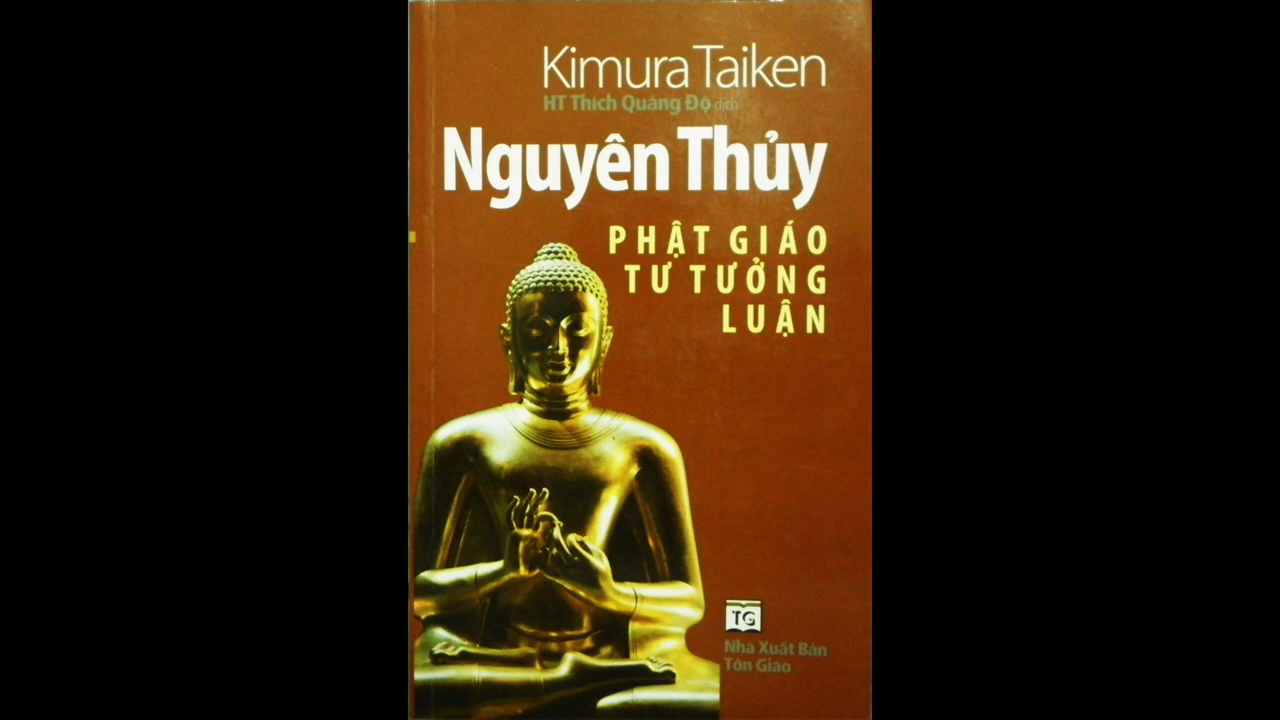 Kimura Taiken
HT Thích Quảng Độ dịch
Nguyên Thủy
PHẬT GIÁO
TƯ TƯỞNG
LUẬN
TG
Nhà Xuất Bản
Tôn Giáo